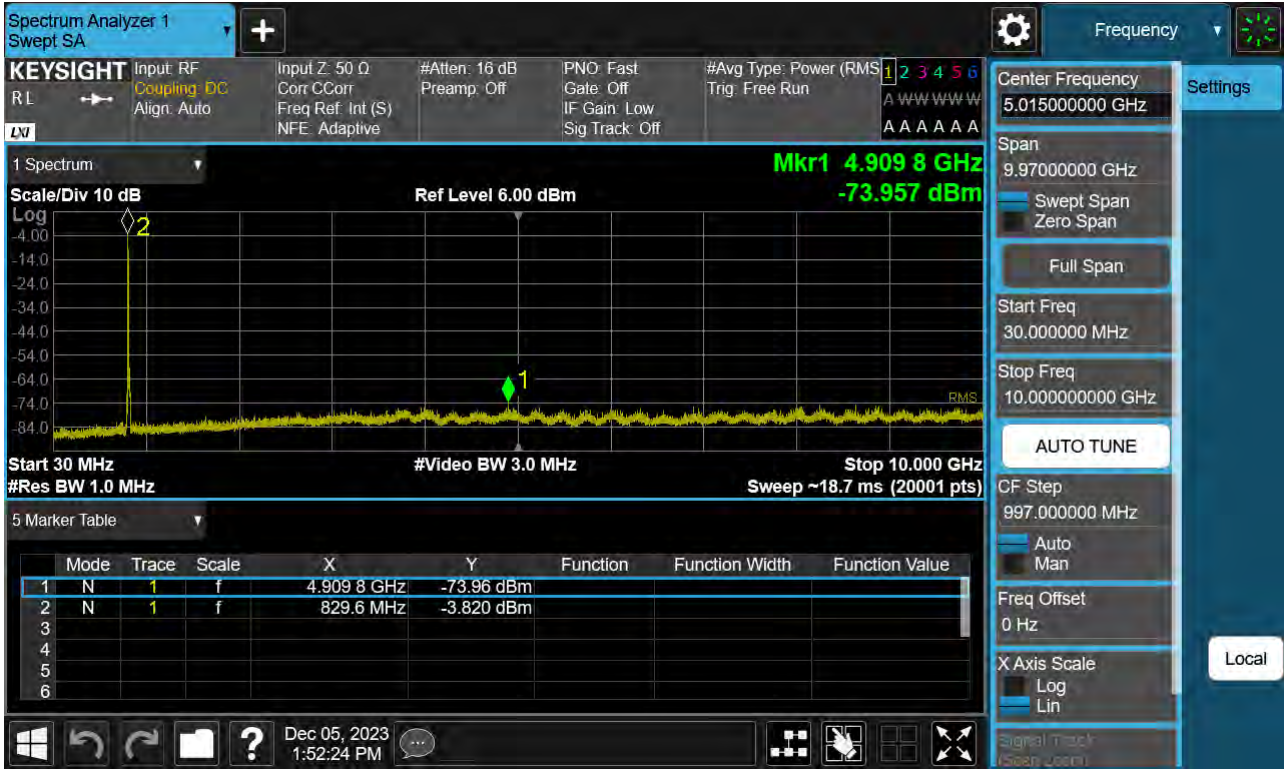 Spectrum Analyzer 1
Swept SA
Frequency
KEYSIGHT
RL
LXI
Input: RF
Coupling: DC
Align: Auto
Input Z: 50 Ω
Corr CCorr
Freq Ref: Int (S)
NFE: Adaptive
#Atten: 16 dB
Preamp: Off
PNO: Fast
Gate: Off
IF Gain: Low
Sig Track: Off
#Avg Type: Power (RMS
Trig: Free Run
1 2 3 4 5 6
A W W W W W
A A A A A A
1 Spectrum
Mkr1 4.909 8 GHz
-73.957 dBm
Scale/Div 10 dB
Ref Level 6.00 dBm
Log
-4.00
-14.0
-24.0
-34.0
-44.0
-54.0
-64.0
-74.0
-84.0
2
1
RMS
Start 30 MHz
#Video BW 3.0 MHz
Stop 10.000 GHz
#Res BW 1.0 MHz
Sweep ~18.7 ms (20001 pts)
5 Marker Table
Mode Trace Scale X Y Function Function Width Function Value
1 N 1 f 4.909 8 GHz -73.96 dBm
2 N 1 f 829.6 MHz -3.820 dBm
3
4
5
6
Dec 05, 2023
1:52:24 PM
Center Frequency
5.015000000 GHz
Settings
Span
9.97000000 GHz
Swept Span
Zero Span
Full Span
Start Freq
30.000000 MHz
Stop Freq
10.000000000 GHz
AUTO TUNE
CF Step
997.000000 MHz
Auto
Man
Freq Offset
0 Hz
X Axis Scale
Log
Lin
Local
Signal Track
(Span Zoom)